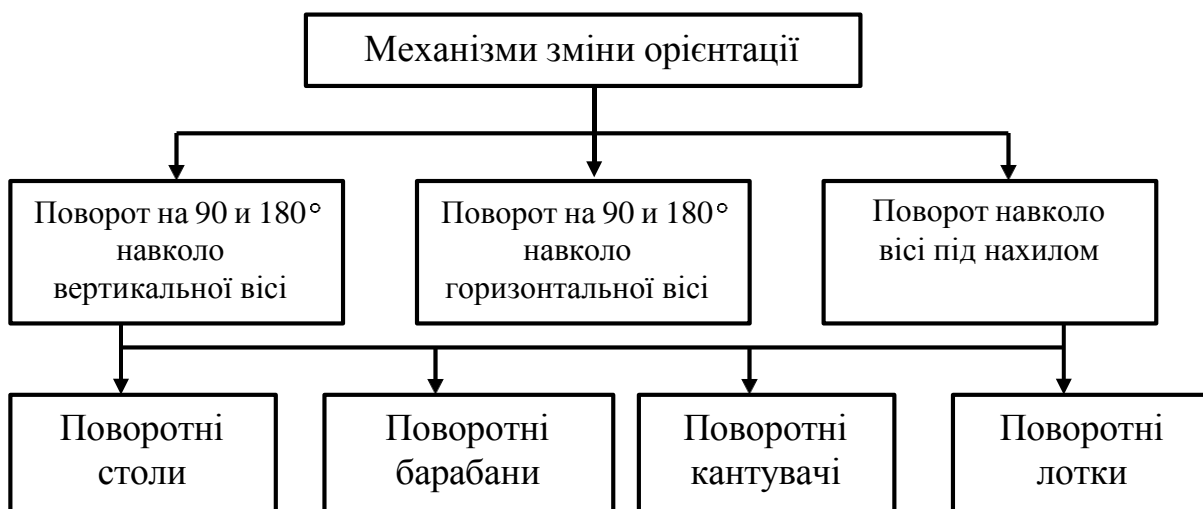 Механізми зміни орієнтації
Поворот на 90 и 180°
навколо
вертикальної вісі
Поворот на 90 и 180°
навколо
горизонтальної вісі
Поворот навколо
вісі під нахилом
Поворотні
столи
Поворотні
барабани
Поворотні
кантувачі
Поворотні
лотки